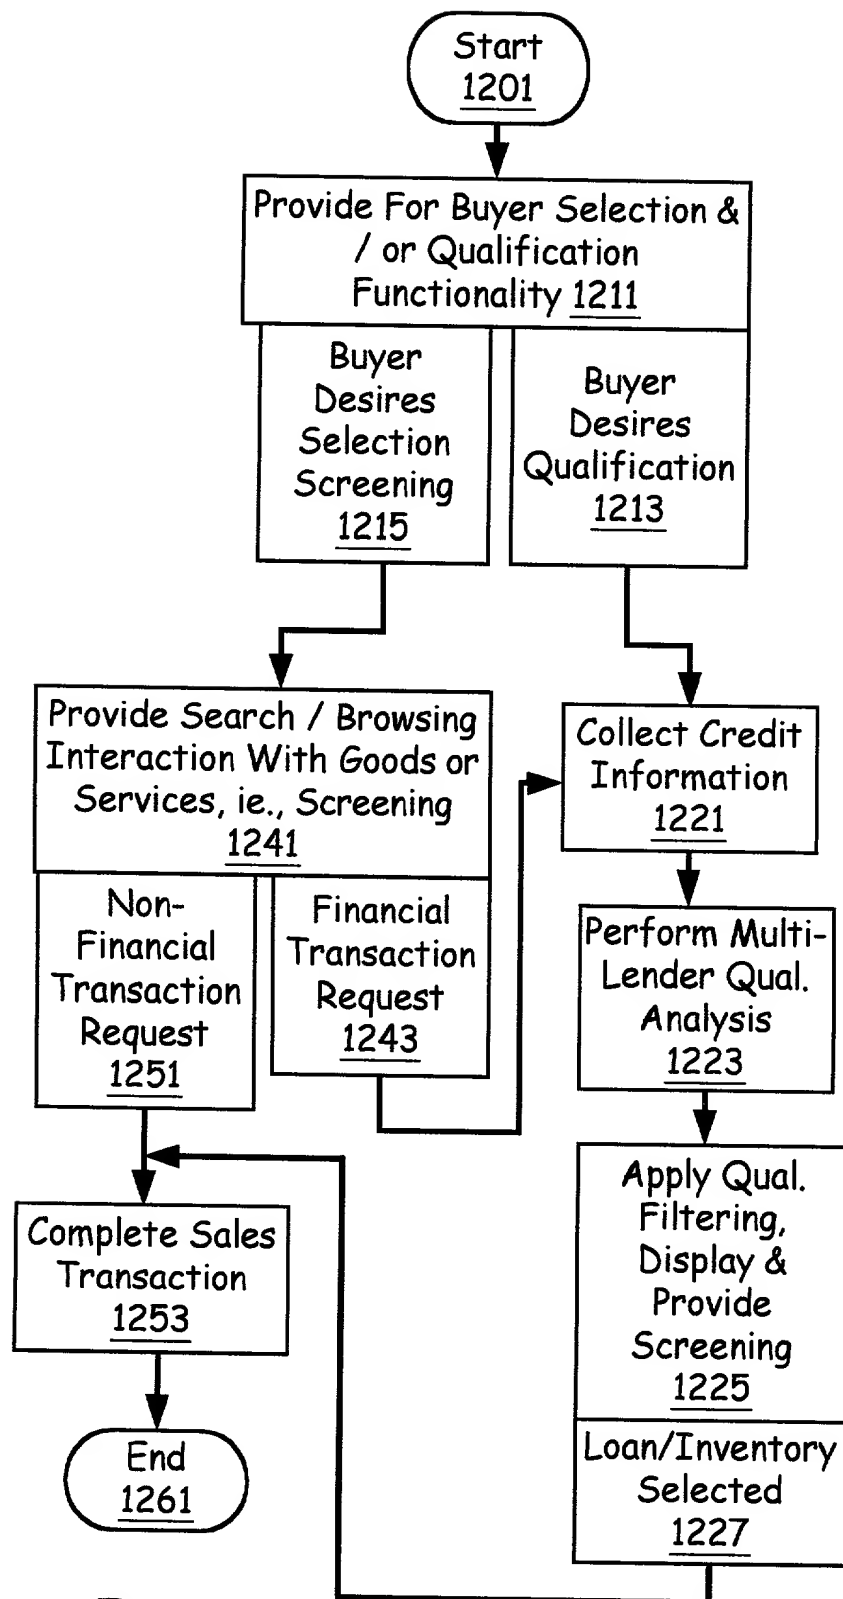 Start
1201
Provide For Buyer Selection &
/ or Qualification
Functionality 1211
Buyer
Desires
Selection
Screening
1215
Buyer
Desires
Qualification
1213
Provide Search / Browsing
Interaction With Goods or
Services, ie., Screening
1241
Non-
Financial
Transaction
Request
1251
Financial
Transaction
Request
1243
Collect Credit
Information
1221
Perform Multi-
Lender Qual.
Analysis
1223
Apply Qual.
Filtering,
Display &
Provide
Screening
1225
Loan/Inventory
Selected
1227
Complete Sales
Transaction
1253
End
1261